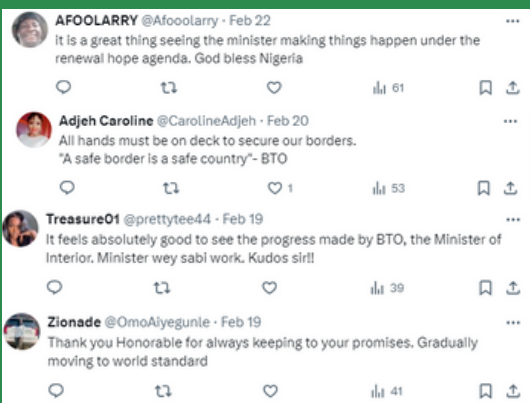 AFOOLARRY @Afooolarry · Feb 22
it is a great thing seeing the minister making things happen under the
renewal hope agenda. God bless Nigeria
61
Adjeh Caroline @CarolineAdjeh · Feb 20
All hands must be on deck to secure our borders.
"A safe border is a safe country"- BTO
1 53
Treasure01 @prettytee44 · Feb 19
It feels absolutely good to see the progress made by BTO, the Minister of
Interior. Minister wey sabi work. Kudos sir!!
39
Zionade @OmoAiyegunle · Feb 19
Thank you Honorable for always keeping to your promises. Gradually
moving to world standard
41